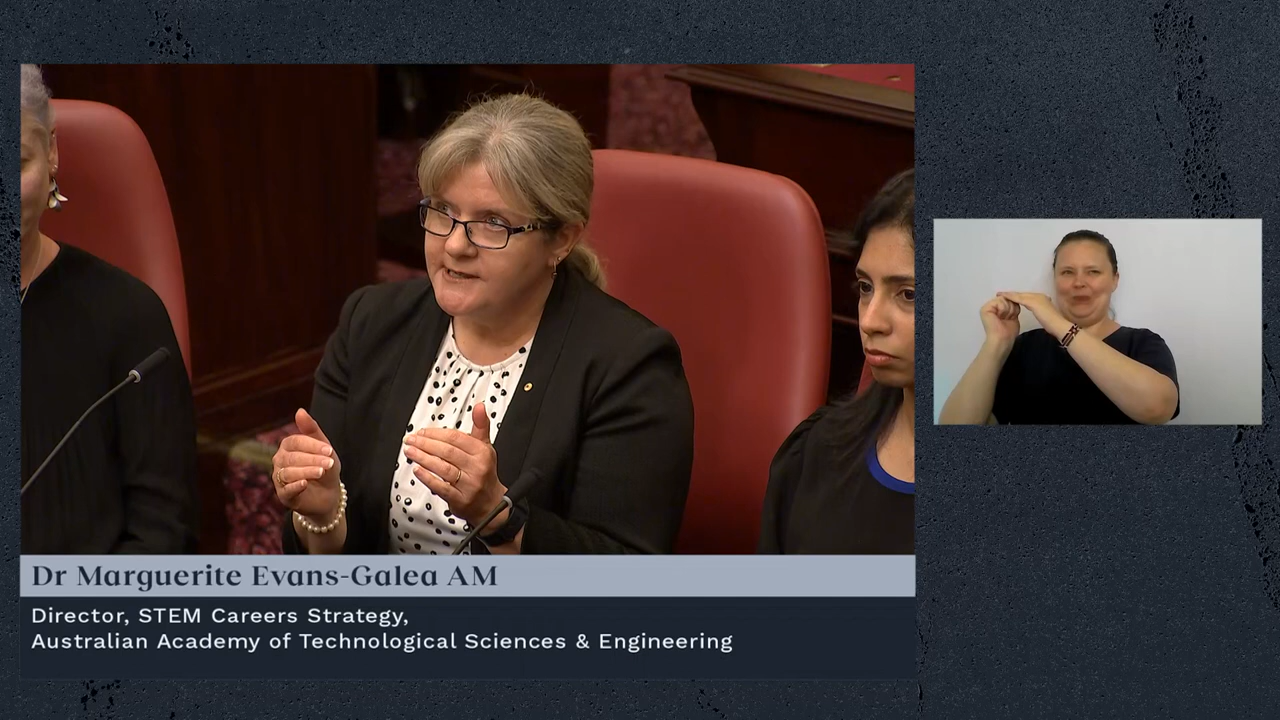 Dr Marguerite Evans-Galea AM
Director, STEM Careers Strategy,
Australian Academy of Technological Sciences & Engineering